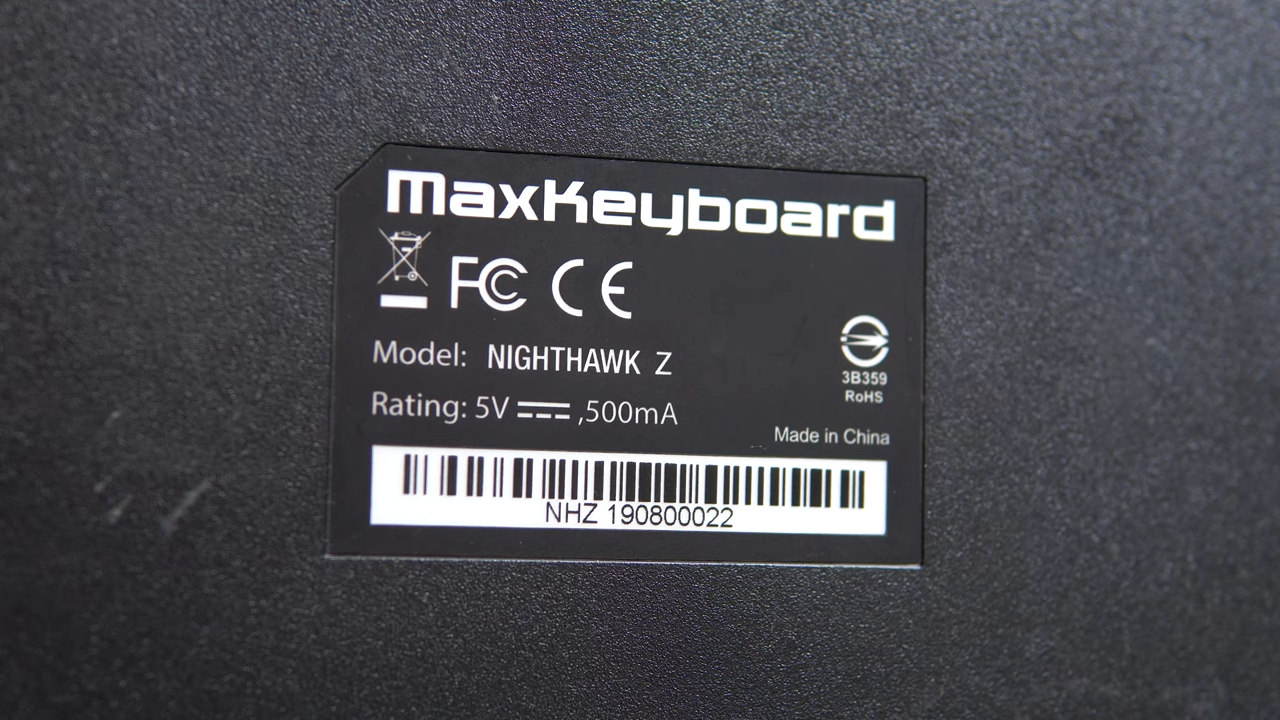 MaxKeyboard
FC CE
Model: NIGHTHAWK Z
3B359
RoHS
Rating: 5V ⎓ ,500mA
Made in China
NHZ 190800022